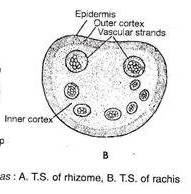 Epidermis
Outer cortex
Vascular strands
Inner cortex
p
B
as : A. T.S. of rhizome, B. T.S. of rachis